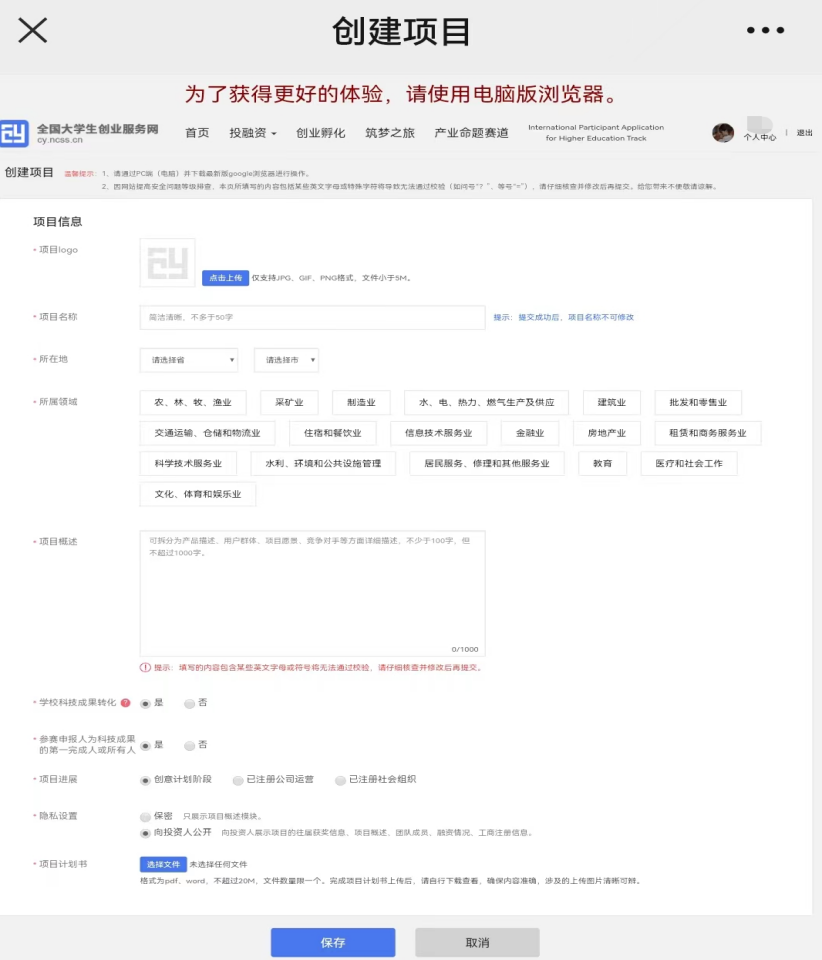 创建项目
为了获得更好的体验，请使用电脑版浏览器。
全国大学生创业服务网
cy.ncss.cn
首页 投融资 创业孵化 筑梦之旅 产业命题赛道 International Participant Application for Higher Education Track 个人中心 | 退出
创建项目 温馨提示：1、请通过PC端（电脑）并下载最新版google浏览器进行操作。
2、因网站提高安全问题等级排查，本页所填写的内容包括某些英文字母或特殊字符将导致无法通过校验（如问号“？”、等号“=”），请仔细核查并修改后再提交。给您带来不便敬请谅解。
项目信息
* 项目logo
点击上传 仅支持JPG、GIF、PNG格式，文件小于5M。
* 项目名称 简洁清晰，不多于50字 提示：提交成功后，项目名称不可修改
* 所在地 请选择省 请选择市
* 所属领域 农、林、牧、渔业 采矿业 制造业 水、电、热力、燃气生产及供应 建筑业 批发和零售业
交通运输、仓储和物流业 住宿和餐饮业 信息技术服务业 金融业 房地产业 租赁和商务服务业
科学技术服务业 水利、环境和公共设施管理 居民服务、修理和其他服务业 教育 医疗和社会工作
文化、体育和娱乐业
* 项目概述 可拆分为产品描述、用户群体、项目愿景、竞争对手等方面详细描述，不少于100字，但
不超过1000字。
0/1000
提示：填写的内容包含某些英文字母或符号将无法通过校验，请仔细核查并修改后再提交。
* 学校科技成果转化 ? 是 否
* 参赛申报人为科技成果
的第一完成人或所有人 是 否
* 项目进展 创意计划阶段 已注册公司运营 已注册社会组织
* 隐私设置 保密 只展示项目概述模块。
向投资人公开 向投资人展示项目的往届获奖信息、项目概述、团队成员、融资情况、工商注册信息。
* 项目计划书 选择文件 未选择任何文件
格式为pdf，word，不超过20M，文件数量限一个。完成项目计划书上传后，请自行下载查看，确保内容准确，涉及的上传图片清晰可辨。
保存 取消